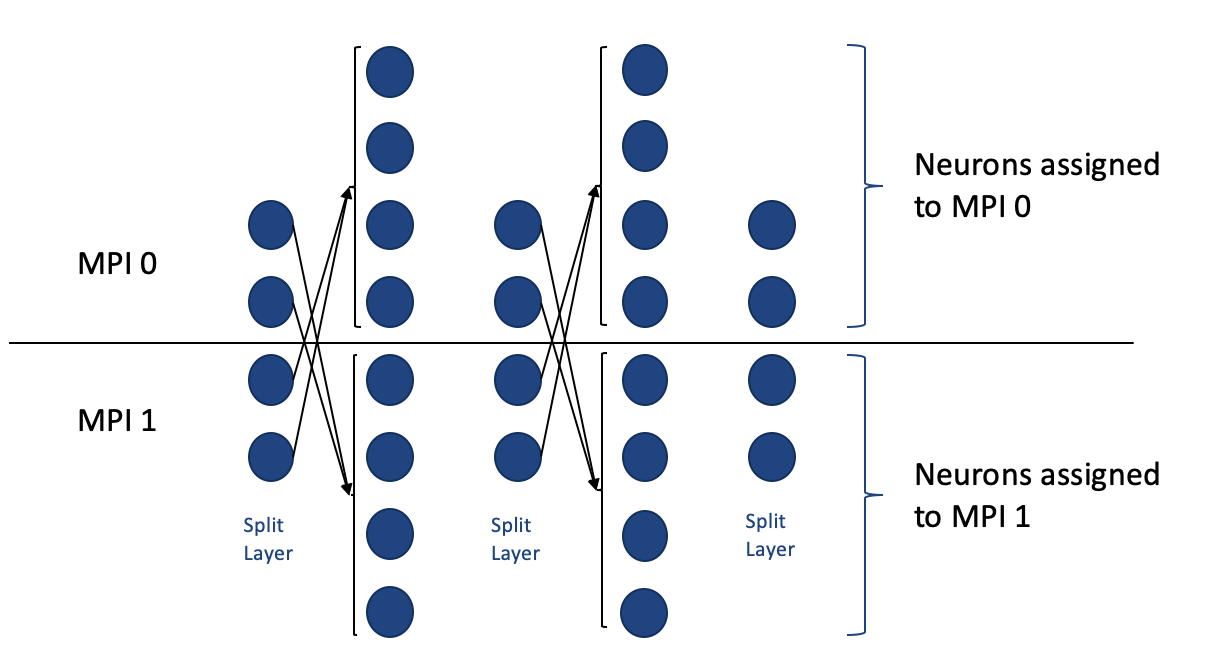 Neurons assigned
to MPI 0
MPI 0
MPI 1
Neurons assigned
to MPI 1
Split
Layer
Split
Layer
Split
Layer